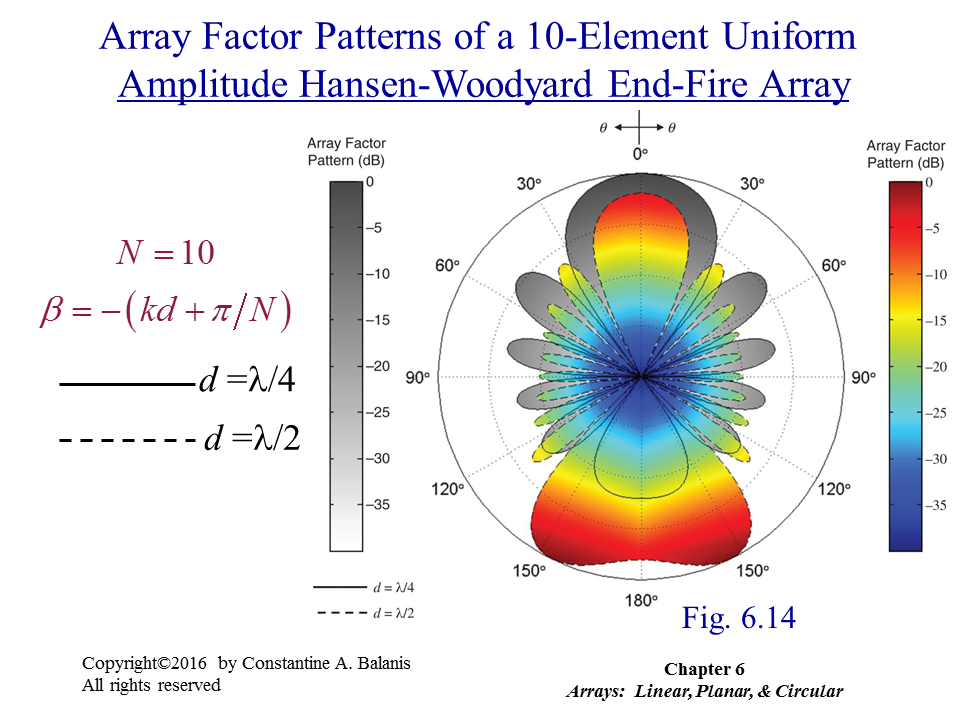 Array Factor Patterns of a 10-Element Uniform
Amplitude Hansen-Woodyard End-Fire Array
Array Factor
Pattern (dB)
0
–5
–10
–15
–20
–25
–30
–35
N = 10
β = −(kd + π/N)
d =λ/4
d =λ/2
θ θ
0°
30° 30°
60° 60°
90° 90°
120° 120°
150° 150°
180°
Array Factor
Pattern (dB)
0
–5
–10
–15
–20
–25
–30
–35
d = λ/4
d = λ/2
Fig. 6.14
Copyright©2016 by Constantine A. Balanis
All rights reserved
Chapter 6
Arrays: Linear, Planar, & Circular